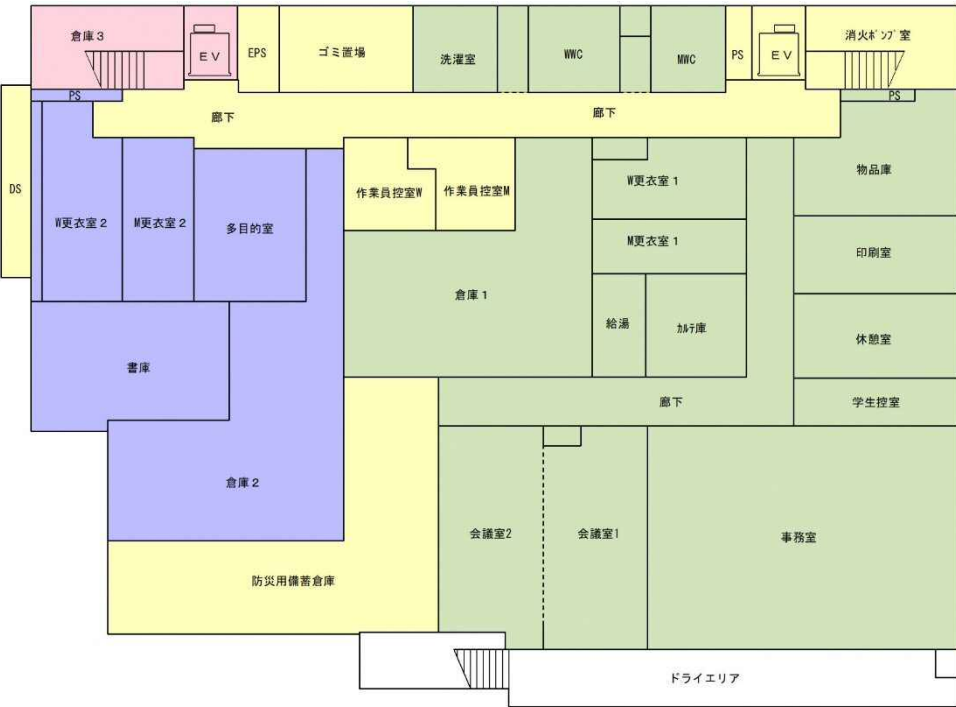 倉庫3
EV
EPS
ゴミ置場
洗濯室
WWC
MWC
PS
EV
消火ポンプ室
PS
廊下
廊下
PS
DS
W更衣室2
M更衣室2
多目的室
作業員控室W
作業員控室M
W更衣室1
物品庫
M更衣室1
印刷室
倉庫1
給湯
カルテ庫
休憩室
書庫
廊下
学生控室
倉庫2
会議室2
会議室1
事務室
防災用備蓄倉庫
ドライエリア